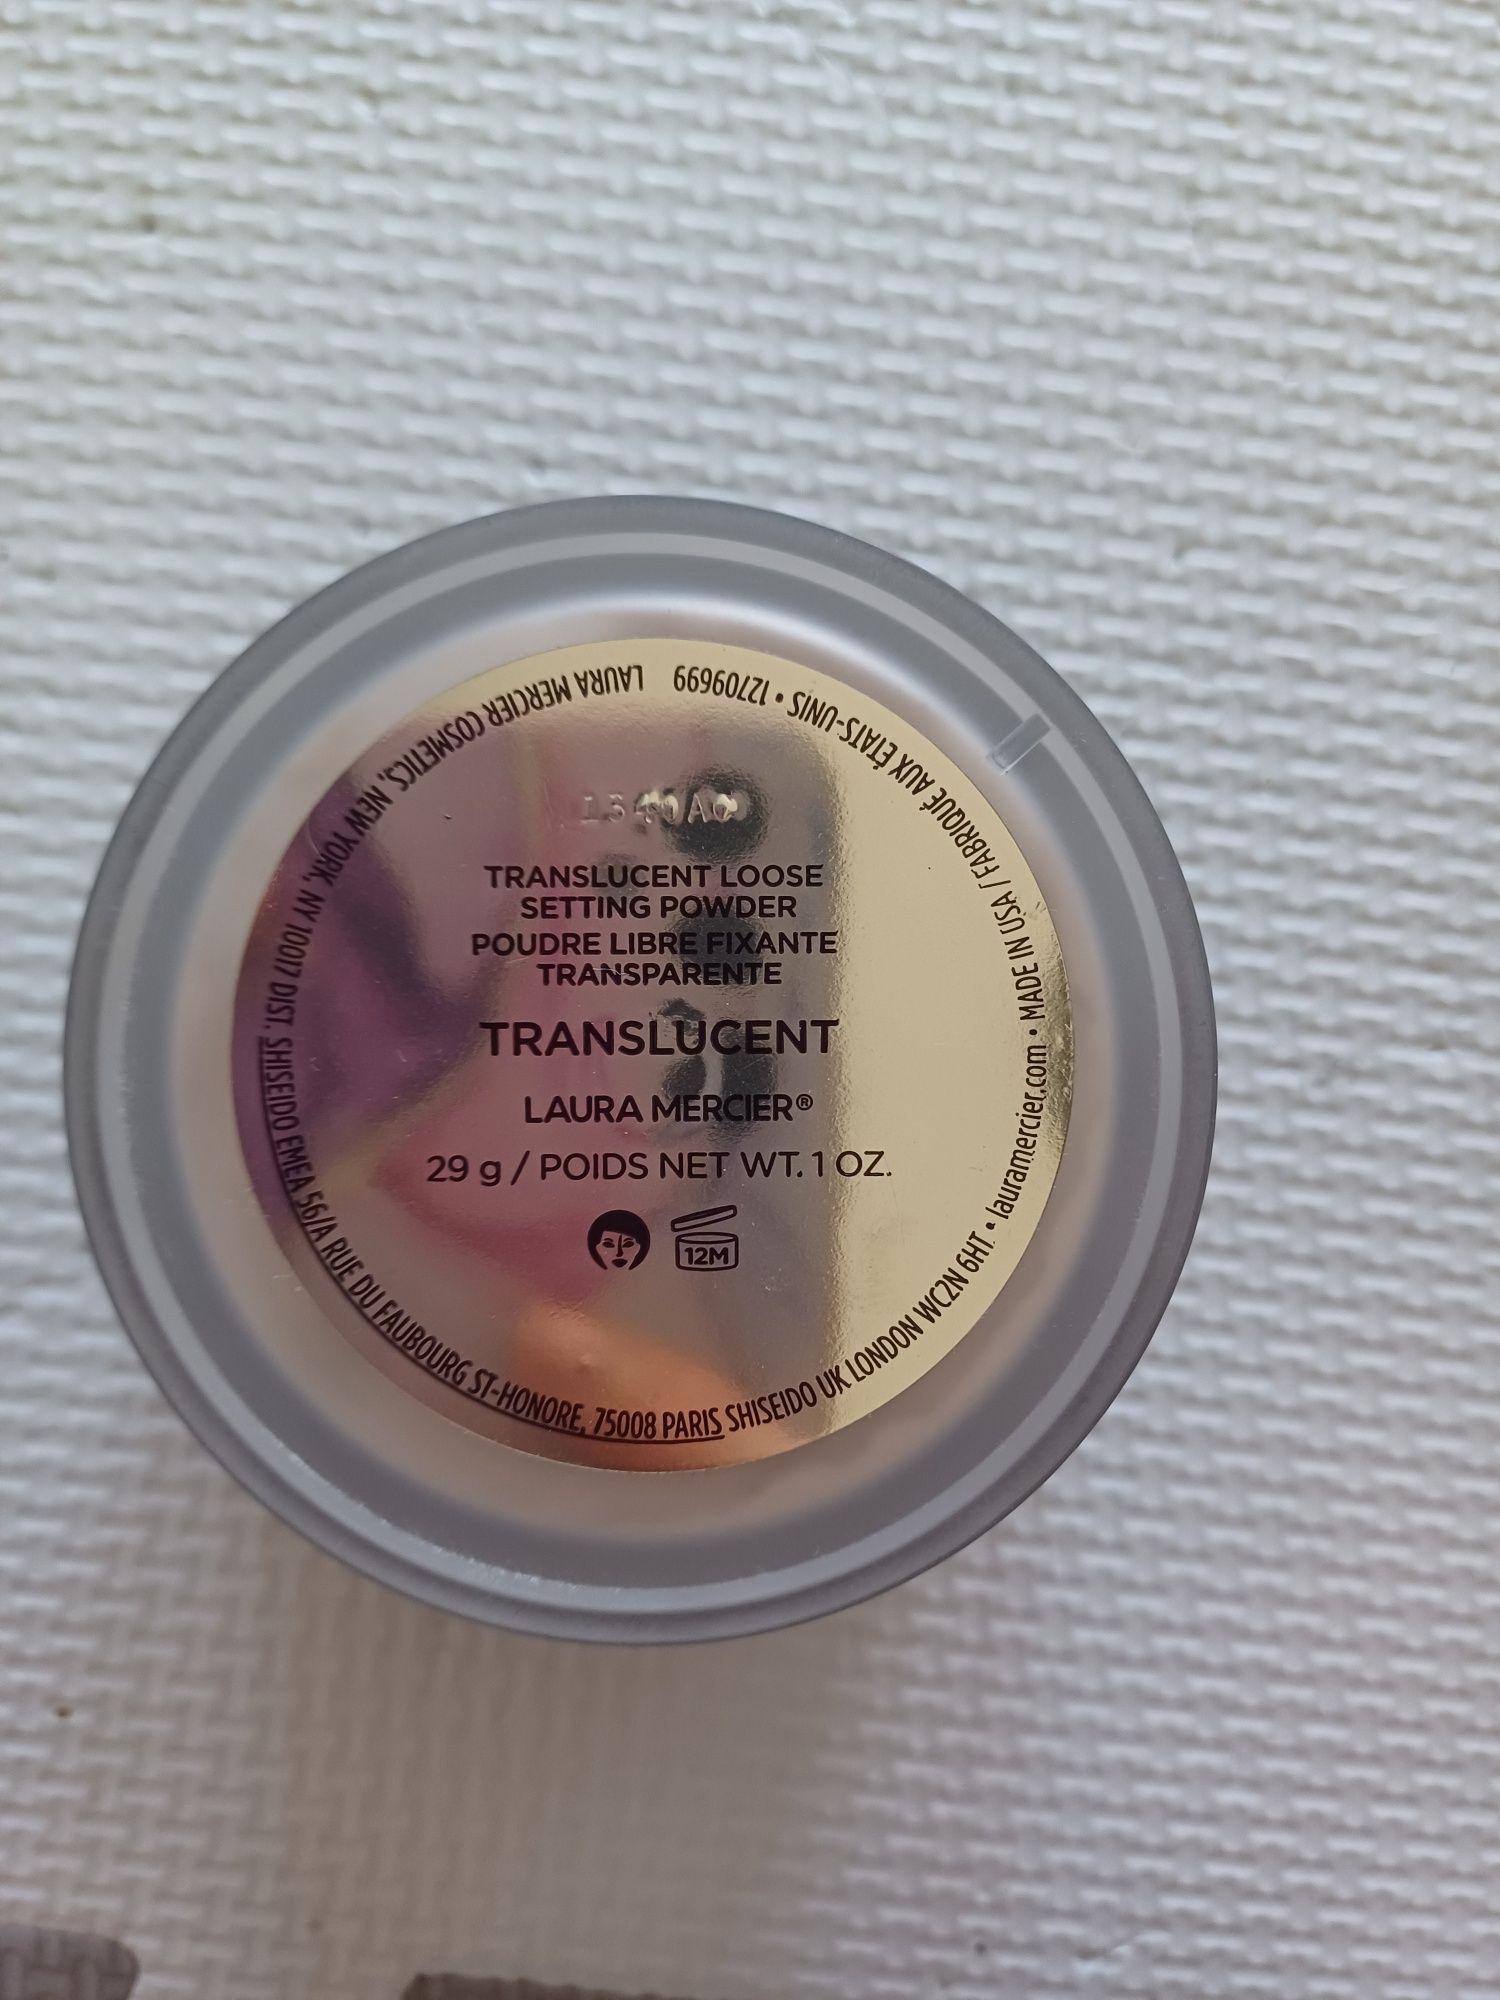 TRANSLUCENT LOOSE
SETTING POWDER
POUDRE LIBRE FIXANTE
TRANSPARENTE
TRANSLUCENT
LAURA MERCIER®
29 g / POIDS NET WT. 1 OZ.
12M
LAURA MERCIER COSMETICS, NEW YORK, NY 10017 DIST. SHISEIDO EMEA 56/A RUE DU FAUBOURG ST-HONORE, 75008 PARIS SHISEIDO UK LONDON WC2N 6HT • lauramercier.com • MADE IN USA / FABRIQUÉ AUX ÉTATS-UNIS • 12709699